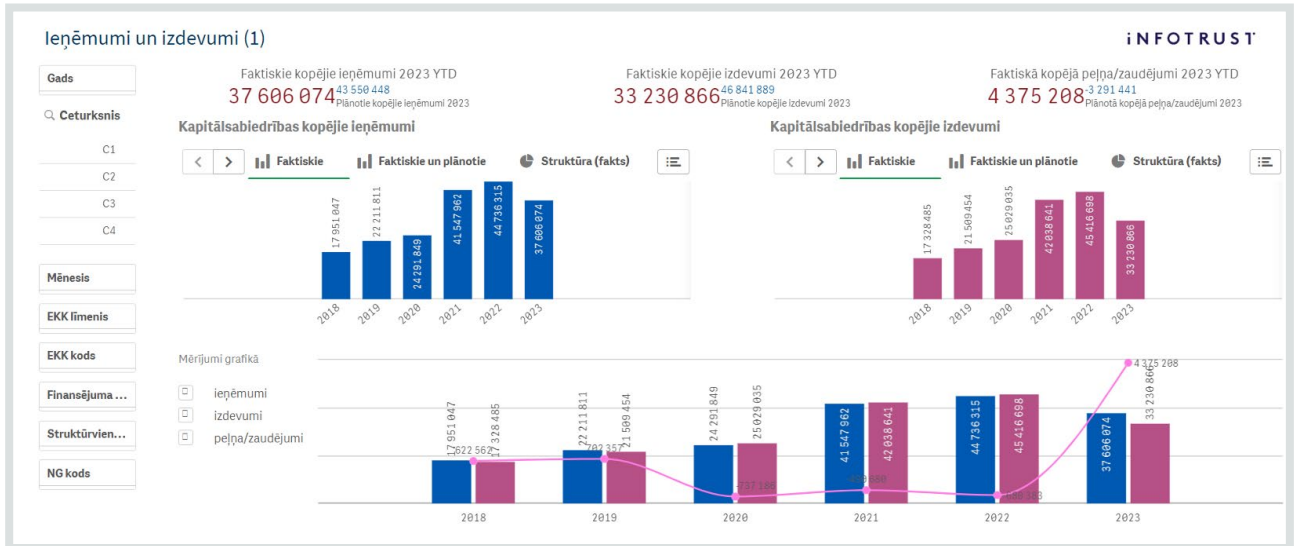 Ieņēmumi un izdevumi (1)
iNFOTRUST
Gads
Ceturksnis
C1
C2
C3
C4
Mēnesis
EKK līmenis
EKK kods
Finansējuma ...
Struktūrvien...
NG kods
Faktiskie kopējie ieņēmumi 2023 YTD
37 606 074
43 550 448
Plānotie kopējie ieņēmumi 2023
Faktiskie kopējie izdevumi 2023 YTD
33 230 866
46 841 889
Plānotie kopējie izdevumi 2023
Faktiskā kopējā peļņa/zaudējumi 2023 YTD
4 375 208
-3 291 441
Plānotā kopējā peļņa/zaudējumi 2023
Kapitālsabiedrības kopējie ieņēmumi
Faktiskie
Faktiskie un plānotie
Struktūra (fakts)
17 951 047
22 211 811
24 291 849
41 547 962
44 736 315
37 606 074
2018
2019
2020
2021
2022
2023
Kapitālsabiedrības kopējie izdevumi
Faktiskie
Faktiskie un plānotie
Struktūra (fakts)
17 328 485
21 509 454
25 029 035
42 038 641
45 416 698
33 230 866
2018
2019
2020
2021
2022
2023
Mērījumi grafikā
ieņēmumi
izdevumi
peļņa/zaudējumi
17 951 047
17 328 485
622 562
22 211 811
21 509 454
702 357
24 291 849
25 029 035
41 547 962
42 038 641
44 736 315
45 416 698
37 606 074
33 230 866
4 375 208
2018
2019
2020
2021
2022
2023